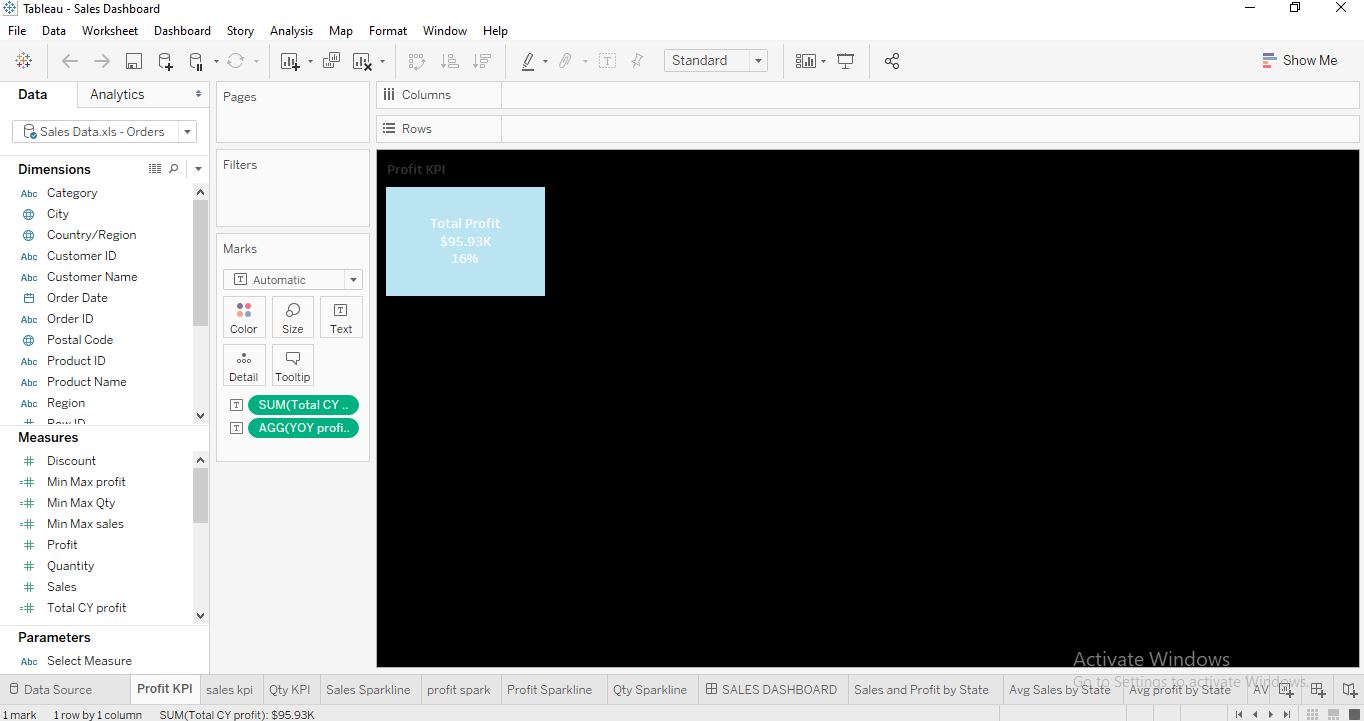 Tableau - Sales Dashboard
File Data Worksheet Dashboard Story Analysis Map Format Window Help
Standard
Show Me
Data Analytics
Pages
Columns
Rows
Sales Data.xls - Orders
Filters
Dimensions
Abc Category
City
Country/Region
Abc Customer ID
Abc Customer Name
Order Date
Abc Order ID
Postal Code
Abc Product ID
Abc Product Name
Abc Region
Row ID
Marks
Automatic
Color Size Text
Detail Tooltip
SUM(Total CY ..
AGG(YOY profi..
Profit KPI
Total Profit
$95.93K
16%
Measures
Discount
Min Max profit
Min Max Qty
Min Max sales
Profit
Quantity
Sales
Total CY profit
Parameters
Abc Select Measure
Activate Windows
Go to Settings to activate Windows.
Data Source Profit KPI sales kpi Qty KPI Sales Sparkline profit spark Profit Sparkline Qty Sparkline SALES DASHBOARD Sales and Profit by State Avg Sales by State Avg profit by State AV
1 mark 1 row by 1 column SUM(Total CY profit): $95.93K